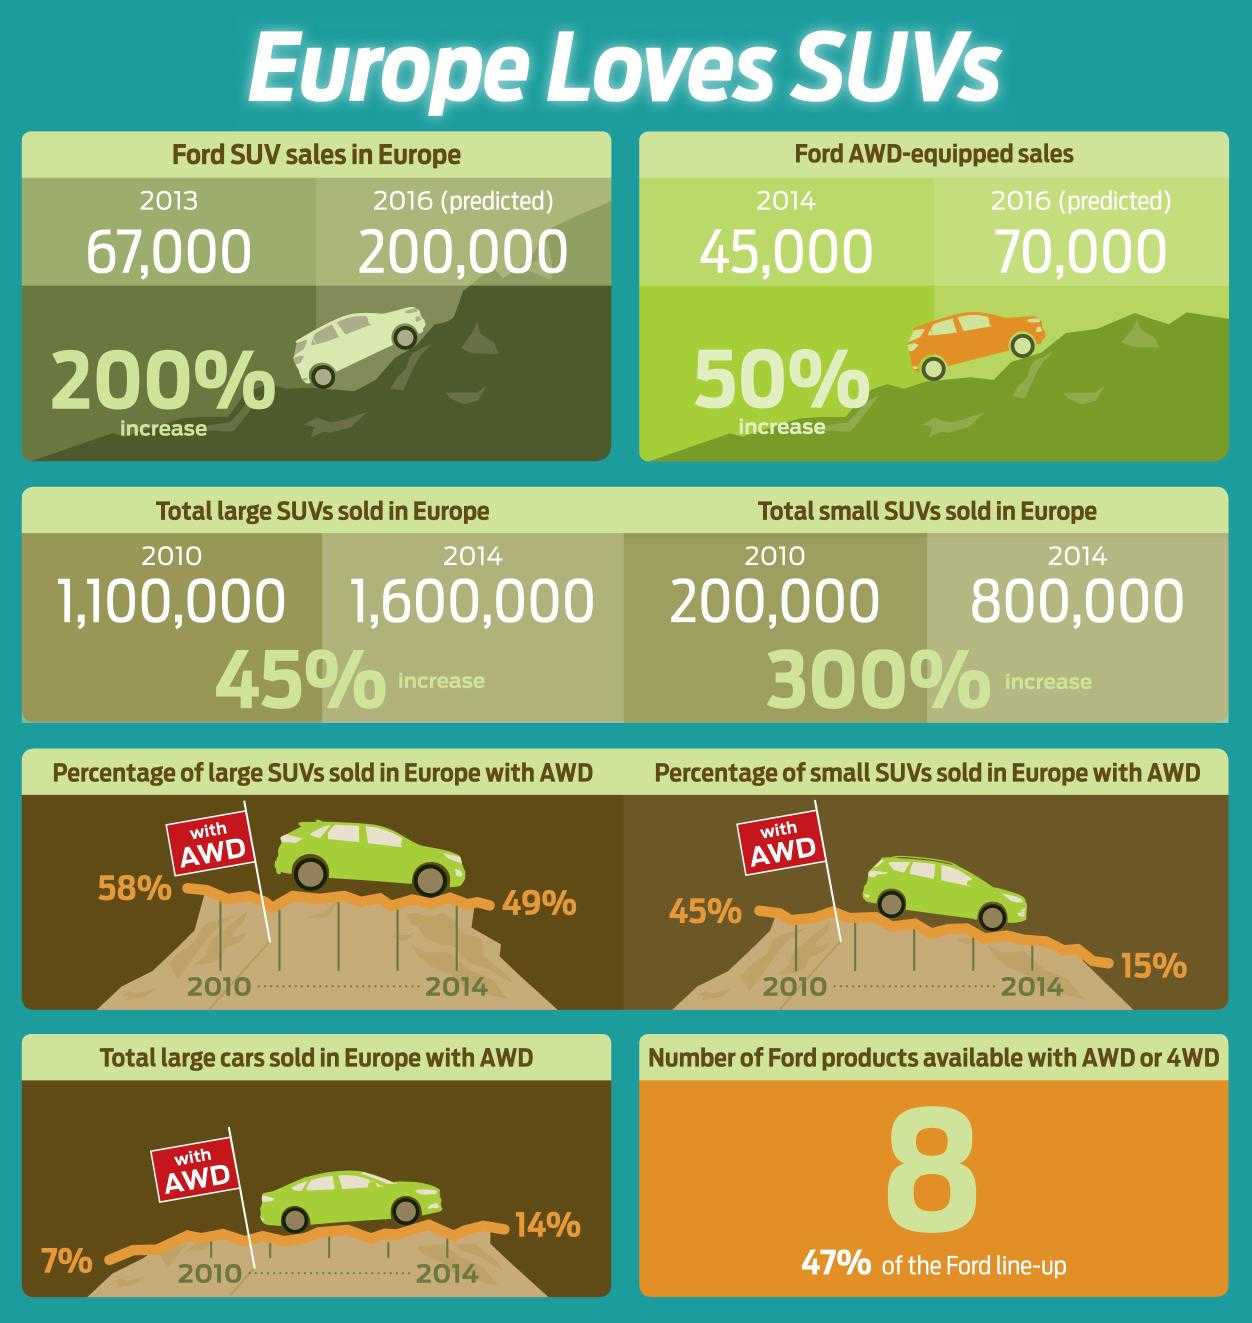 Europe Loves SUVs
Ford SUV sales in Europe
2013
67,000
2016 (predicted)
200,000
200%
increase
Ford AWD-equipped sales
2014
45,000
2016 (predicted)
70,000
50%
increase
Total large SUVs sold in Europe
2010
1,100,000
2014
1,600,000
45% increase
Total small SUVs sold in Europe
2010
200,000
2014
800,000
300% increase
Percentage of large SUVs sold in Europe with AWD
with
AWD
58%
49%
2010
2014
Percentage of small SUVs sold in Europe with AWD
with
AWD
45%
15%
2010
2014
Total large cars sold in Europe with AWD
with
AWD
7%
14%
2010
2014
Number of Ford products available with AWD or 4WD
8
47% of the Ford line-up